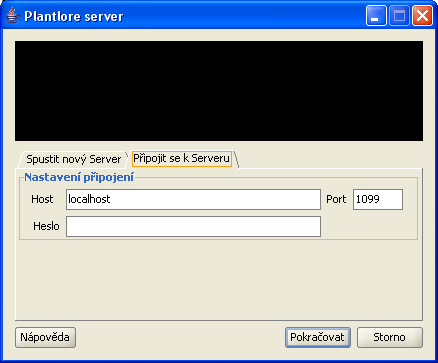 Plantlore server
Spustit nový Server Připojit se k Serveru
Nastavení připojení
Host localhost Port 1099
Heslo
Nápověda Pokračovat Storno